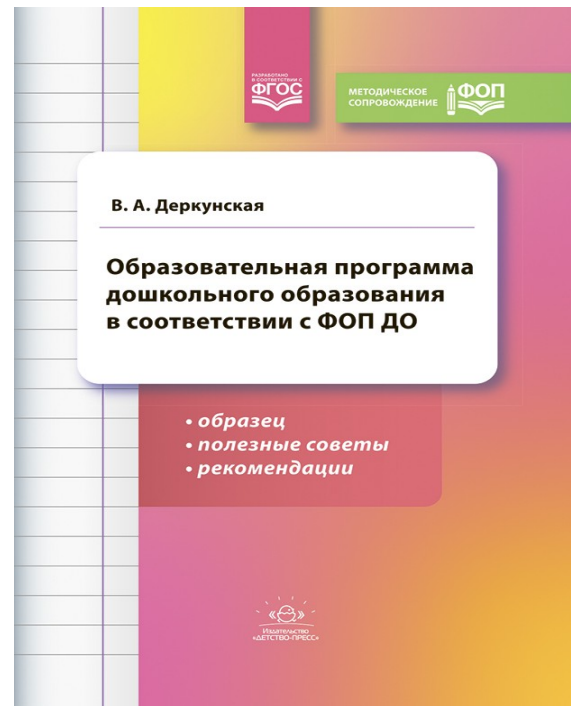 РАЗРАБОТАНО
В СООТВЕТСТВИИ С
ФГОС
МЕТОДИЧЕСКОЕ
СОПРОВОЖДЕНИЕ
ФОП
В. А. Деркунская
Образовательная программа
дошкольного образования
в соответствии с ФОП ДО
• образец
• полезные советы
• рекомендации
Издательство
«ДЕТСТВО-ПРЕСС»